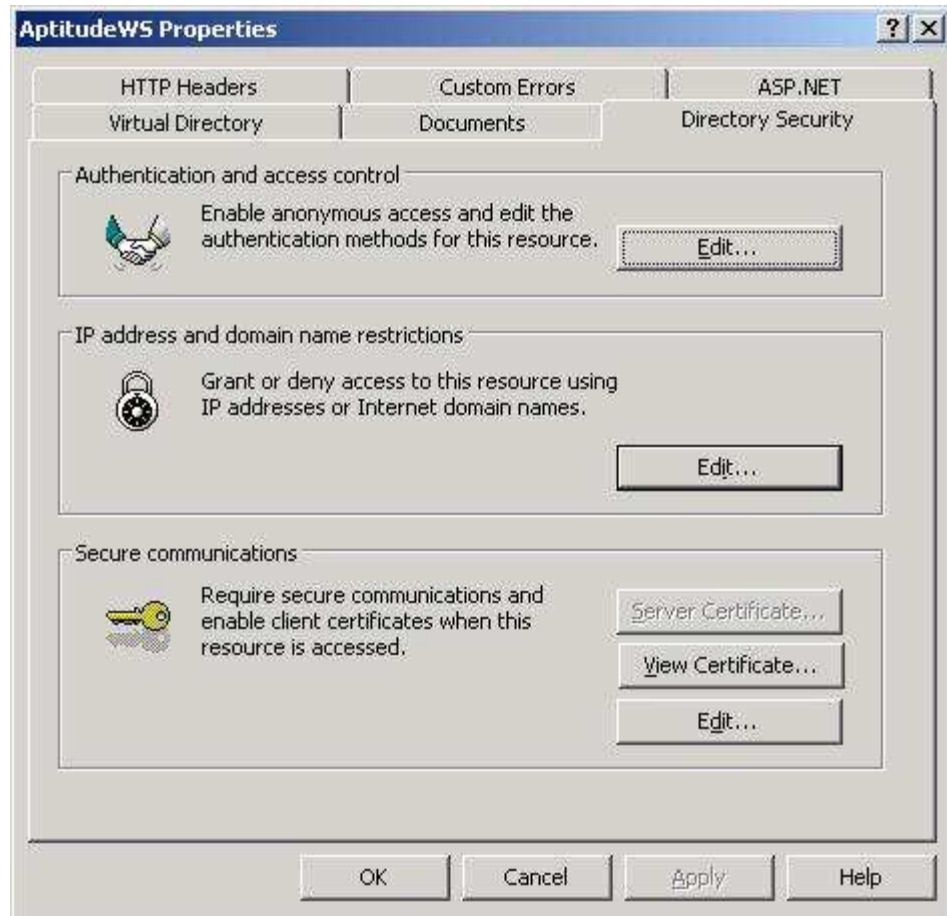 AptitudeWS Properties
HTTP Headers
Custom Errors
ASP.NET
Virtual Directory
Documents
Directory Security
Authentication and access control
Enable anonymous access and edit the
authentication methods for this resource.
Edit...
IP address and domain name restrictions
Grant or deny access to this resource using
IP addresses or Internet domain names.
Edit...
Secure communications
Require secure communications and
enable client certificates when this
resource is accessed.
Server Certificate...
View Certificate...
Edit...
OK
Cancel
Apply
Help